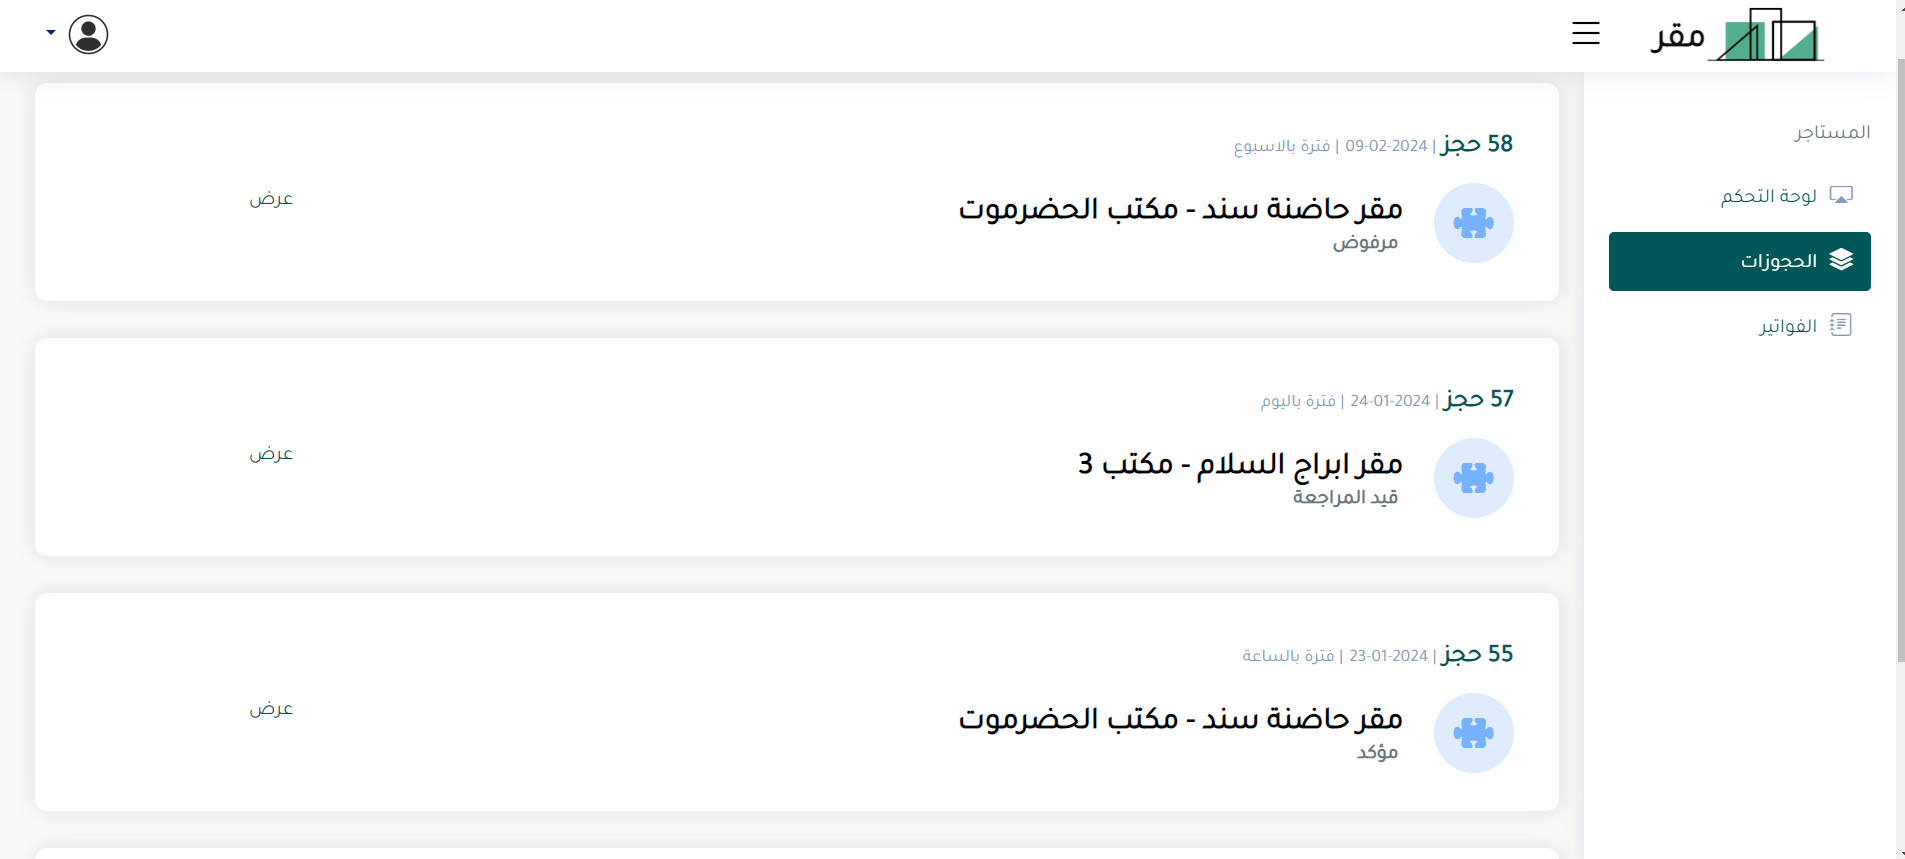 مقر
المستاجر
لوحة التحكم
الحجوزات
الفواتير
58 حجز | 09-02-2024 | فترة بالاسبوع
مقر حاضنة سند - مكتب الحضرموت
مرفوض
عرض
57 حجز | 24-01-2024 | فترة باليوم
مقر ابراج السلام - مكتب 3
قيد المراجعة
عرض
55 حجز | 23-01-2024 | فترة بالساعة
مقر حاضنة سند - مكتب الحضرموت
مؤكد
عرض